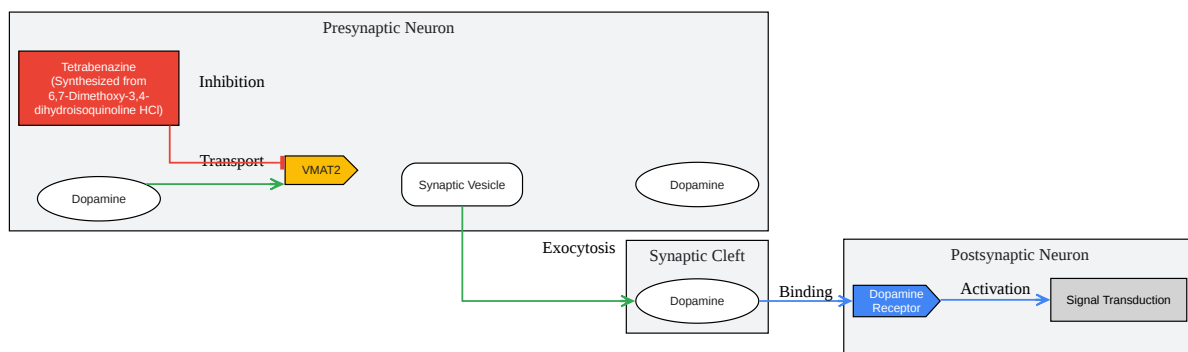 Presynaptic Neuron
Tetrabenazine
(Synthesized from
6,7-Dimethoxy-3,4-
dihydroisoquinoline HCl)
Inhibition
Transport
VMAT2
Dopamine
Synaptic Vesicle
Dopamine
Exocytosis
Synaptic Cleft
Dopamine
Binding
Postsynaptic Neuron
Dopamine
Receptor
Activation
Signal Transduction